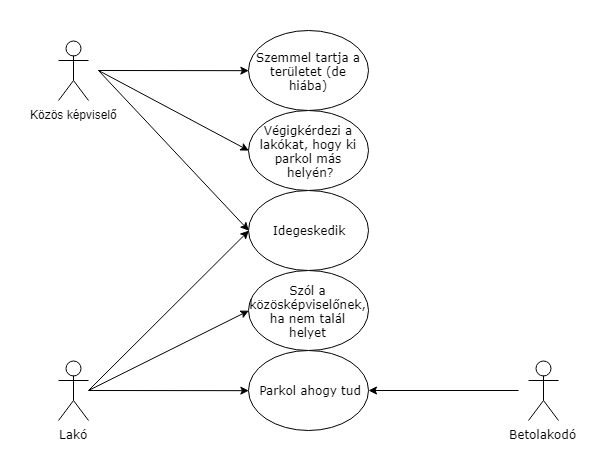 Szemmel tartja a
területet (de
hiába)
Közös képviselő
Végigkérdezi a
lakókat, hogy ki
parkol más
helyén?
Idegeskedik
Szól a
közösképviselőnek,
ha nem talál
helyet
Parkol ahogy tud
Lakó
Betolakodó